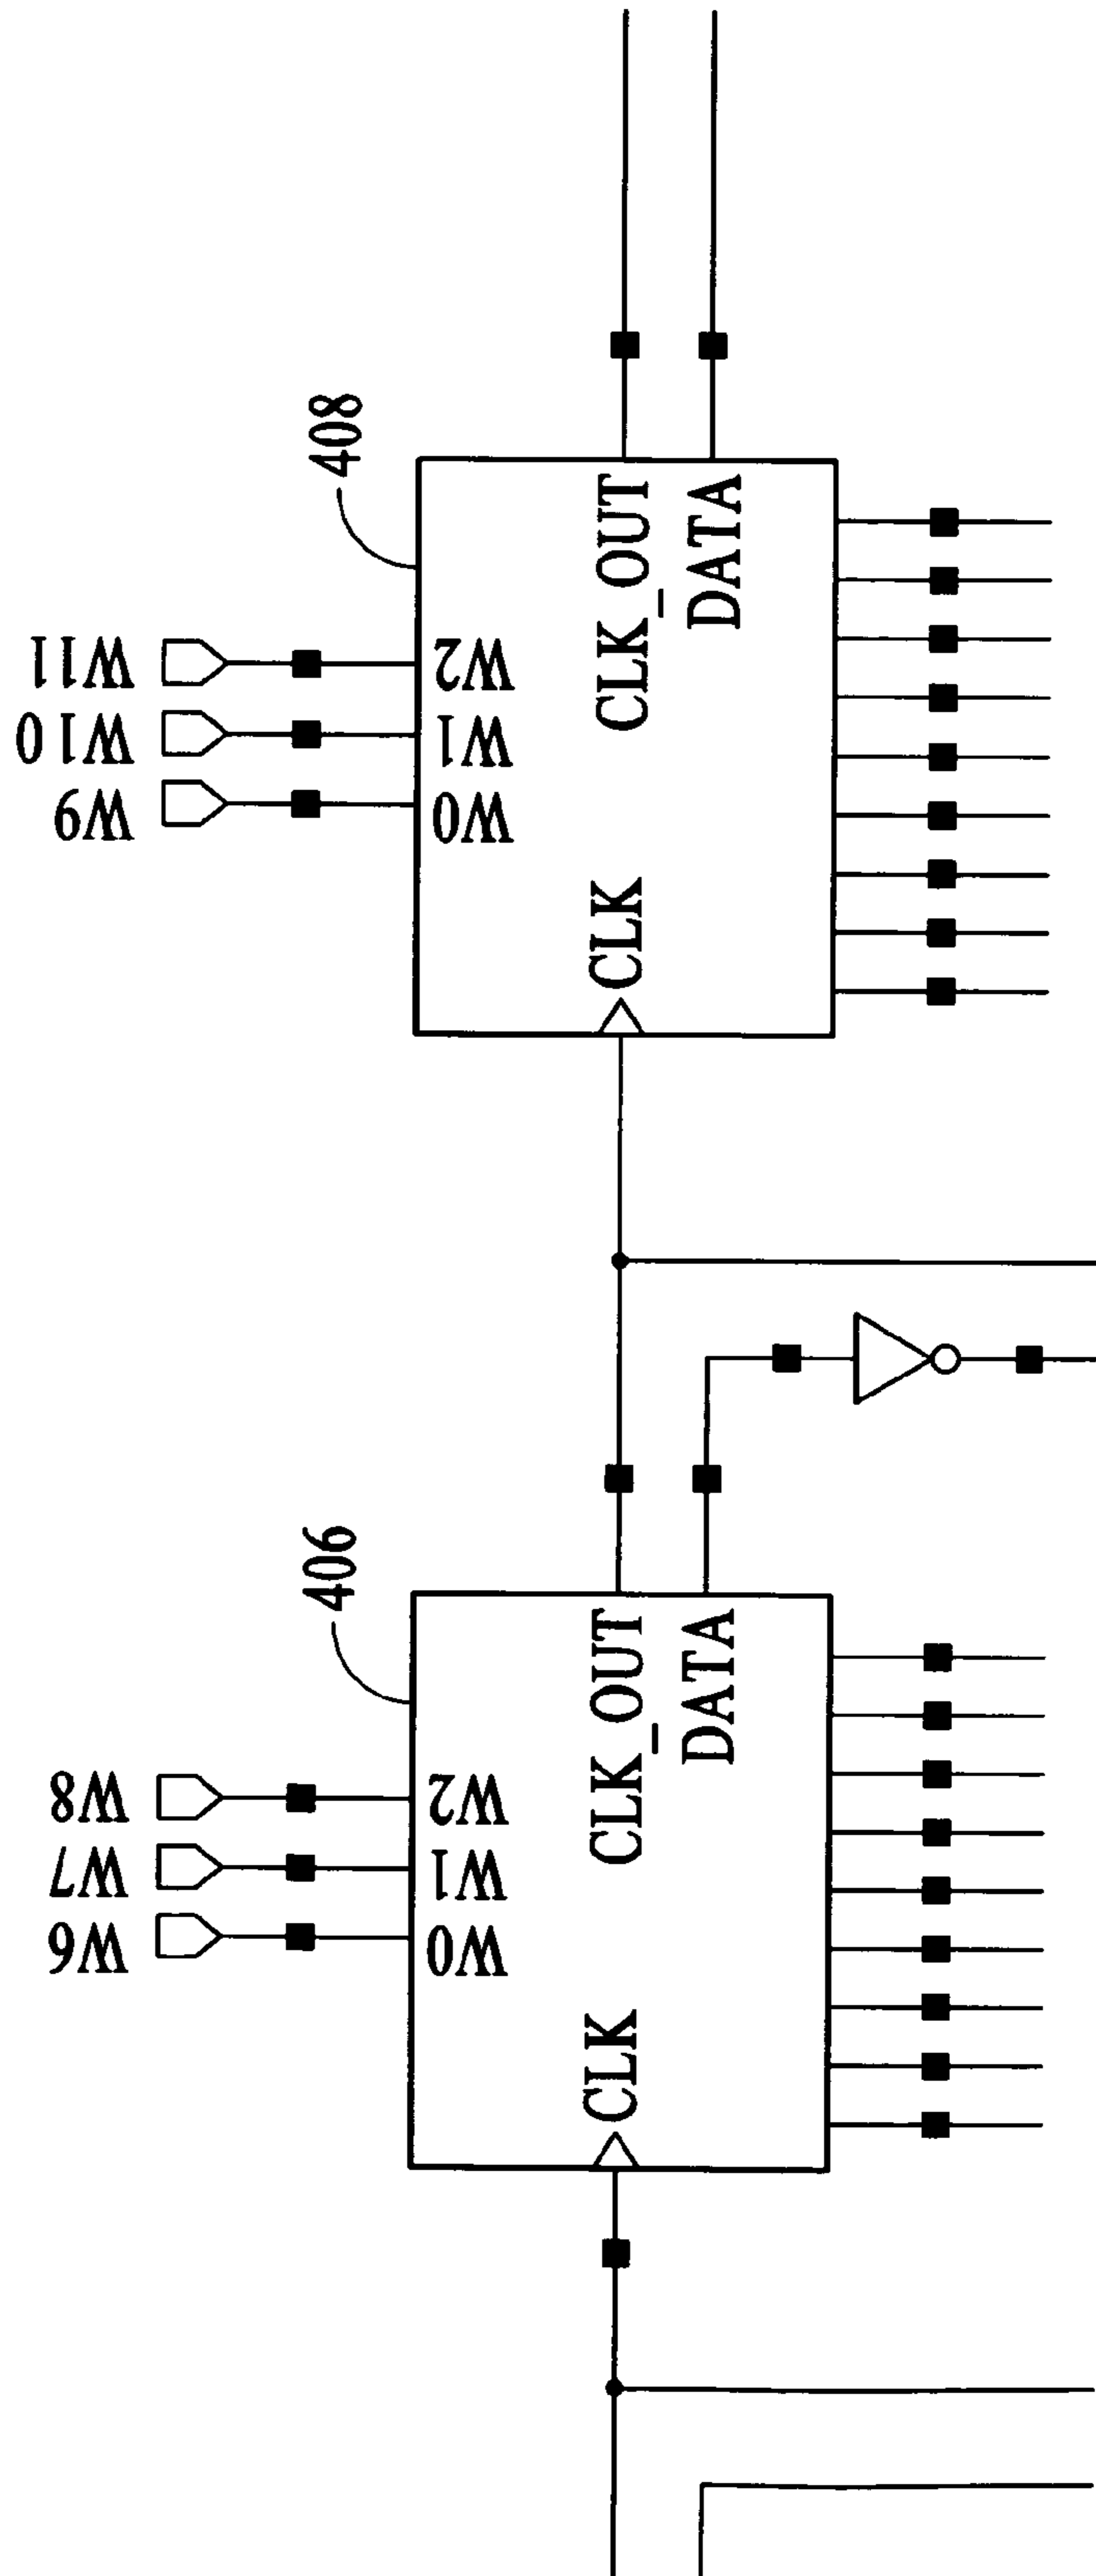 408
W11
W10
W9
W2
W1
W0
CLK_OUT
DATA
CLK
406
W8
W7
W6
W2
W1
W0
CLK_OUT
DATA
CLK